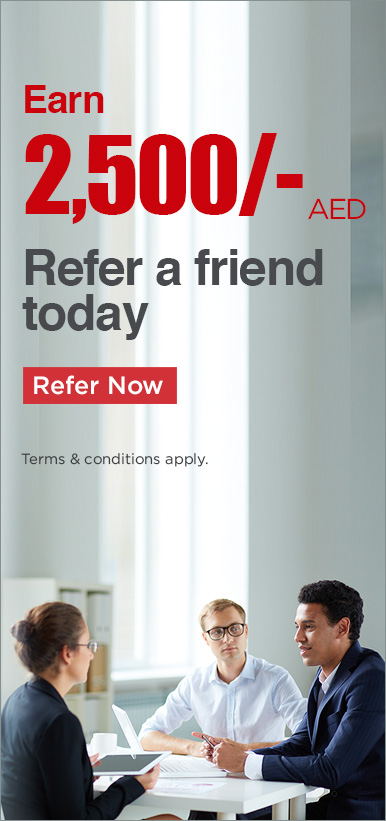 Earn
2,500/- AED
Refer a friend
today
Refer Now
Terms & conditions apply.